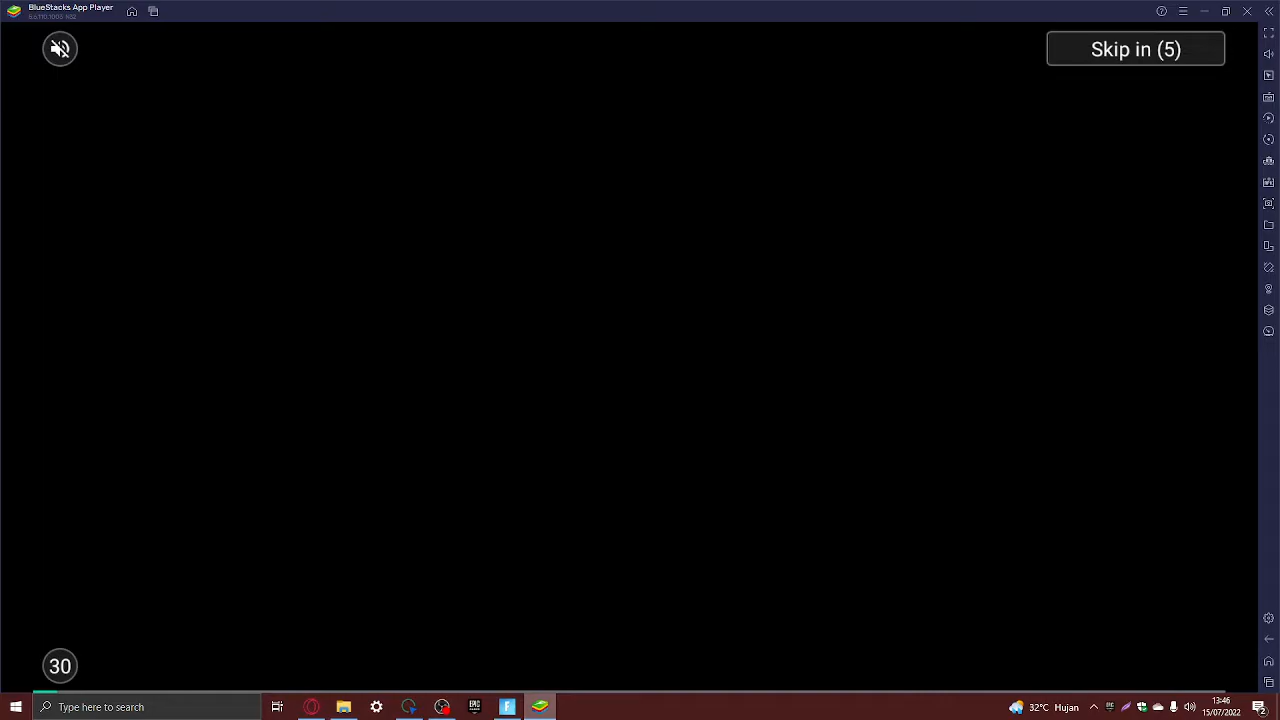 BlueStacks App Player
Skip in (5)
30
Type here to search
32°C Hujan
13:46
15/07/2022